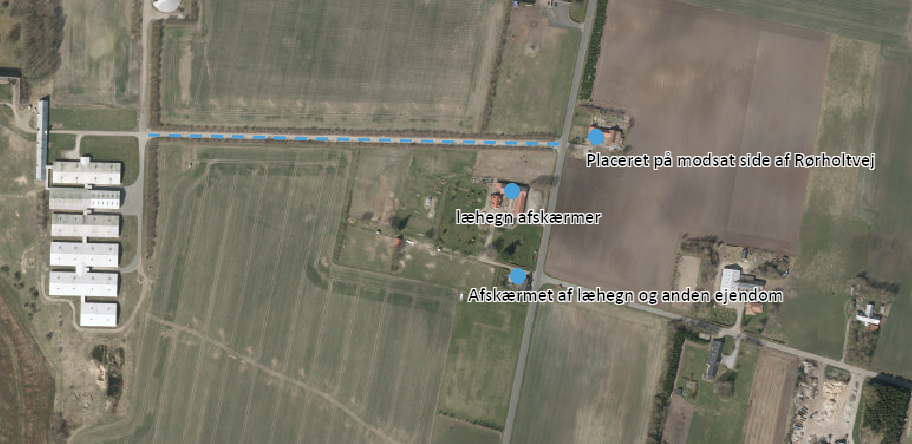 Placeret på modsat side af Rørholtvej
læhegn afskærmer
Afskærmet af læhegn og anden ejendom